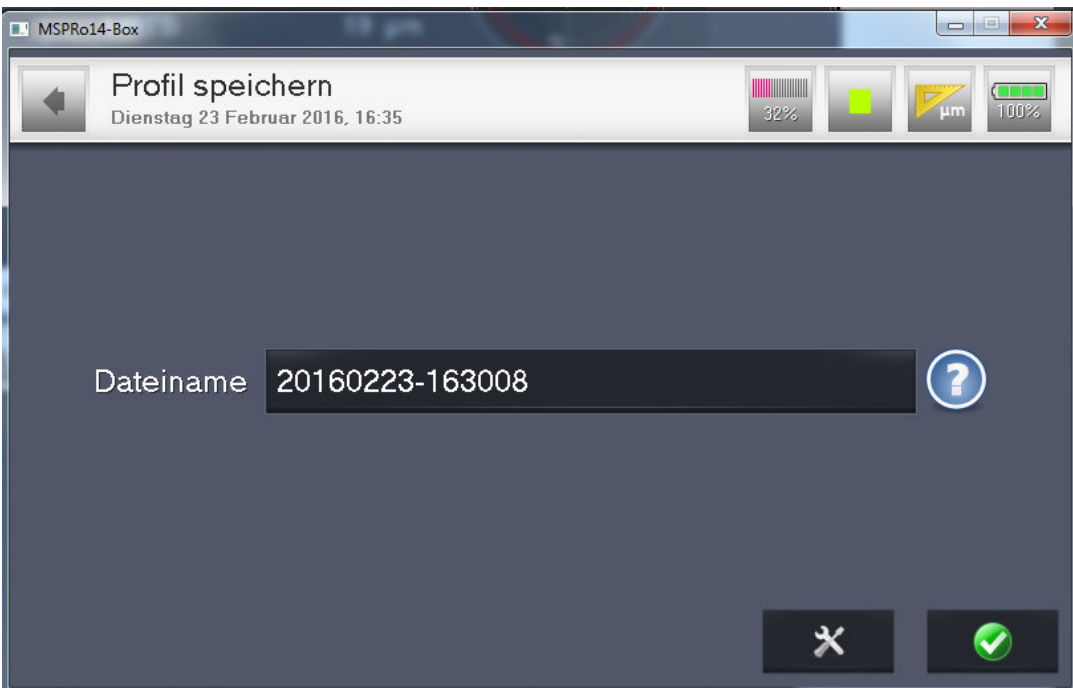 MSPRo14-Box
Profil speichern
Dienstag 23 Februar 2016, 16:35
32%
µm
100%
Dateiname 20160223-163008
?